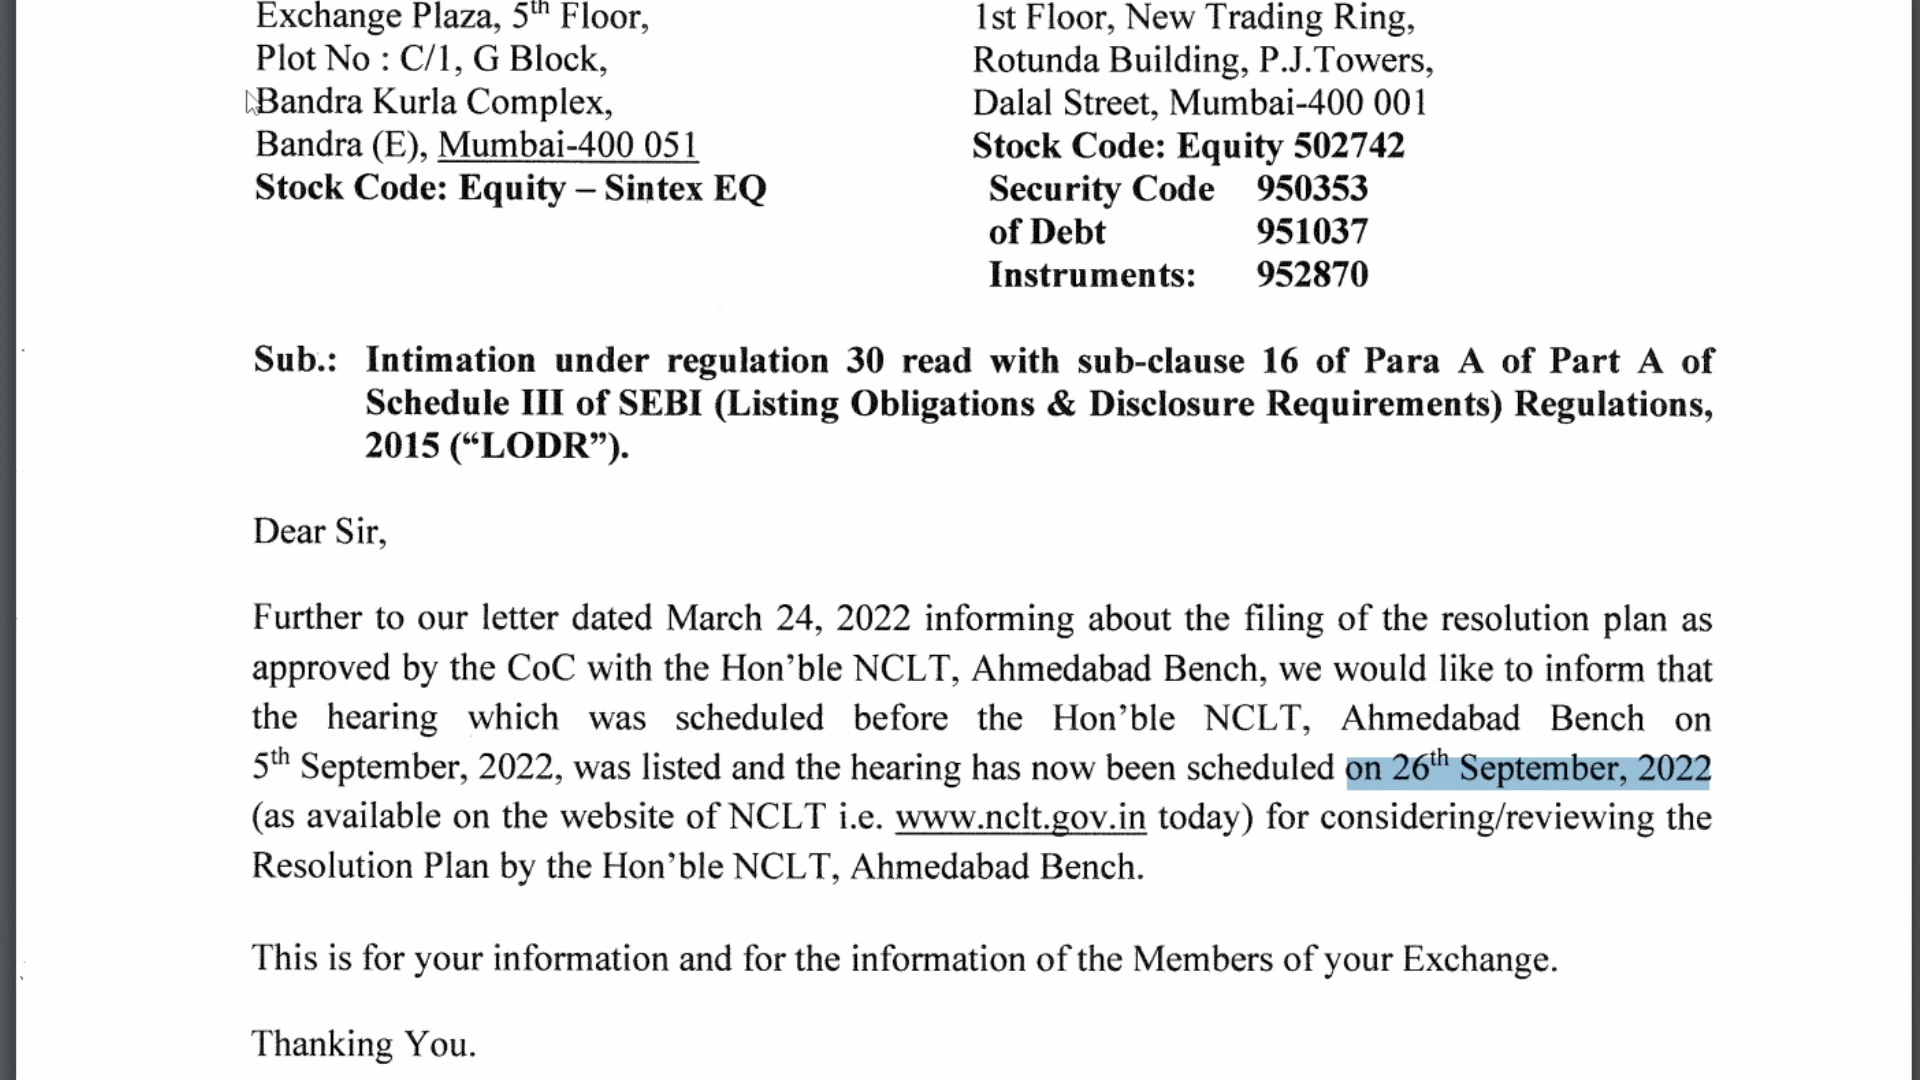 Exchange Plaza, 5th Floor,
Plot No : C/1, G Block,
Bandra Kurla Complex,
Bandra (E), Mumbai-400 051
Stock Code: Equity – Sintex EQ
1st Floor, New Trading Ring,
Rotunda Building, P.J.Towers,
Dalal Street, Mumbai-400 001
Stock Code: Equity 502742
Security Code 950353
of Debt 951037
Instruments: 952870
Sub.: Intimation under regulation 30 read with sub-clause 16 of Para A of Part A of
Schedule III of SEBI (Listing Obligations & Disclosure Requirements) Regulations,
2015 (“LODR”).
Dear Sir,
Further to our letter dated March 24, 2022 informing about the filing of the resolution plan as
approved by the CoC with the Hon’ble NCLT, Ahmedabad Bench, we would like to inform that
the hearing which was scheduled before the Hon’ble NCLT, Ahmedabad Bench on
5th September, 2022, was listed and the hearing has now been scheduled on 26th September, 2022
(as available on the website of NCLT i.e. www.nclt.gov.in today) for considering/reviewing the
Resolution Plan by the Hon’ble NCLT, Ahmedabad Bench.
This is for your information and for the information of the Members of your Exchange.
Thanking You.